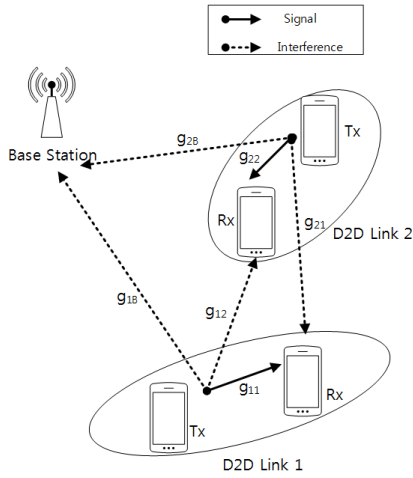 Signal
Interference
g2B
Tx
Base Station
g22
Rx
g21
D2D Link 2
g1B
g12
g11
Rx
Tx
D2D Link 1